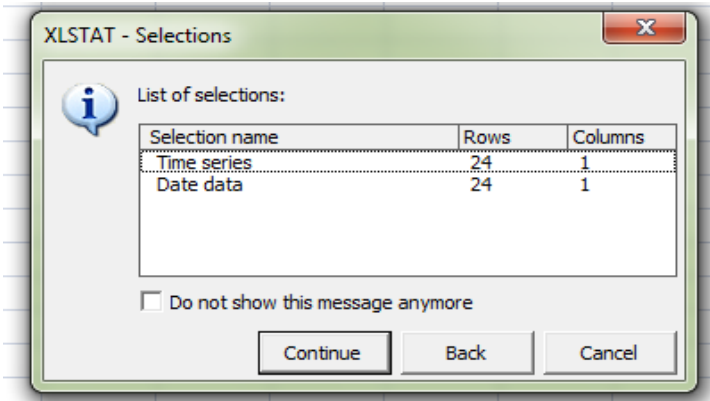 XLSTAT - Selections
List of selections:
Selection name Rows Columns
Time series 24 1
Date data 24 1
Do not show this message anymore
Continue Back Cancel